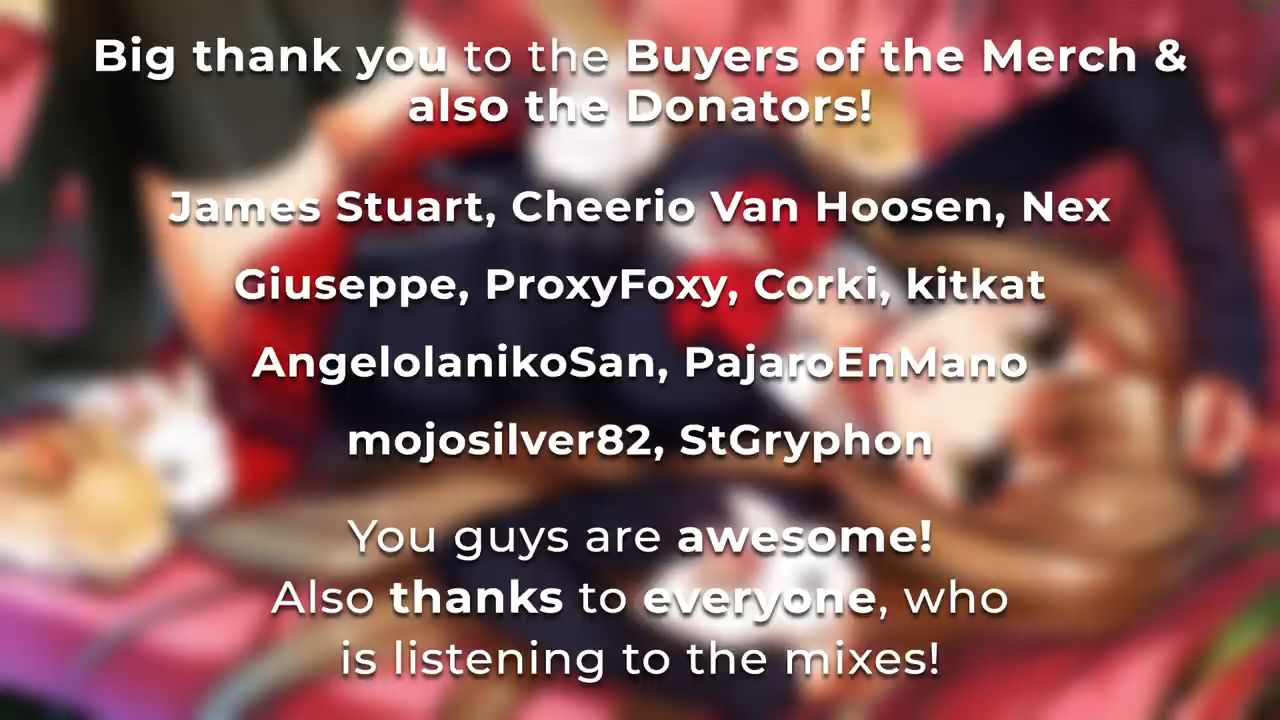 Big thank you to the Buyers of the Merch &
also the Donators!
James Stuart, Cheerio Van Hoosen, Nex
Giuseppe, ProxyFoxy, Corki, kitkat
AngelolanikoSan, PajaroEnMano
mojosilver82, StGryphon
You guys are awesome!
Also thanks to everyone, who
is listening to the mixes!